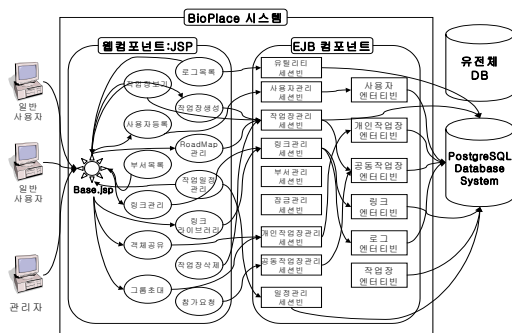 BioPlace 시스템
웹컴포넌트:JSP
EJB 컴포넌트
로그목록
작업장보기
작업장생성
사용자등록
RoadMap
관리
부서목록
작업일정
관리
링크관리
링크
라이브러리
객체공유
작업장삭제
그룹초대
참가요청
Base.jsp
일반
사용자
일반
사용자
관리자
유틸리티
세션빈
사용자관리
세션빈
작업장관리
세션빈
링크관리
세션빈
부서관리
세션빈
잠금관리
세션빈
개인작업장관리
세션빈
공동작업장관리
세션빈
일정관리
세션빈
사용자
엔터티빈
개인작업장
엔터티빈
공동작업장
엔터티빈
링크
엔터티빈
로그
엔터티빈
작업장
엔터티빈
유전체
DB
PostgreSQL
Database
System